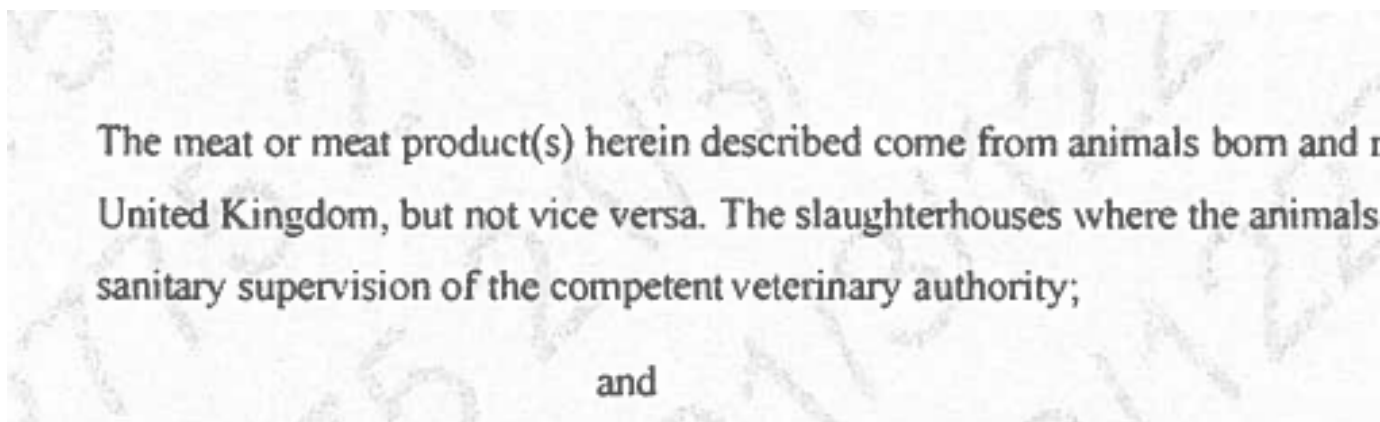 The meat or meat product(s) herein described come from animals born and
United Kingdom, but not vice versa. The slaughterhouses where the animals
sanitary supervision of the competent veterinary authority;
and